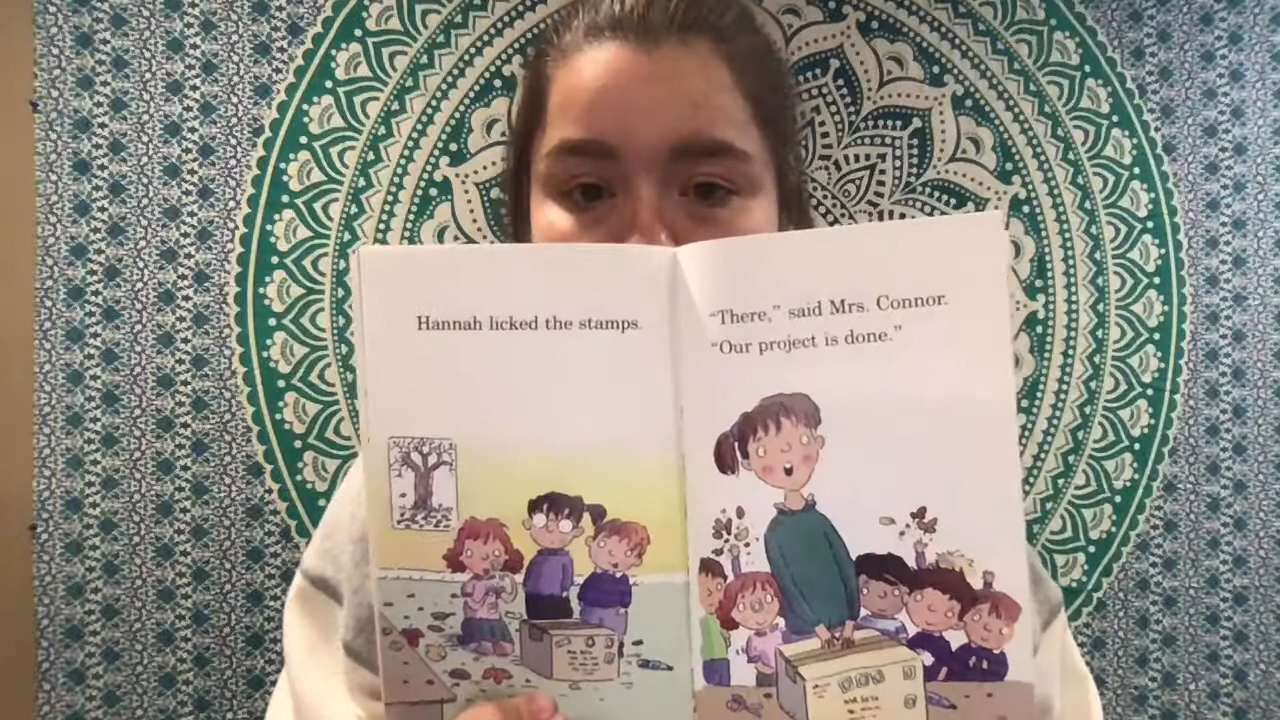 Hannah licked the stamps.
“There,” said Mrs. Connor.
“Our project is done.”